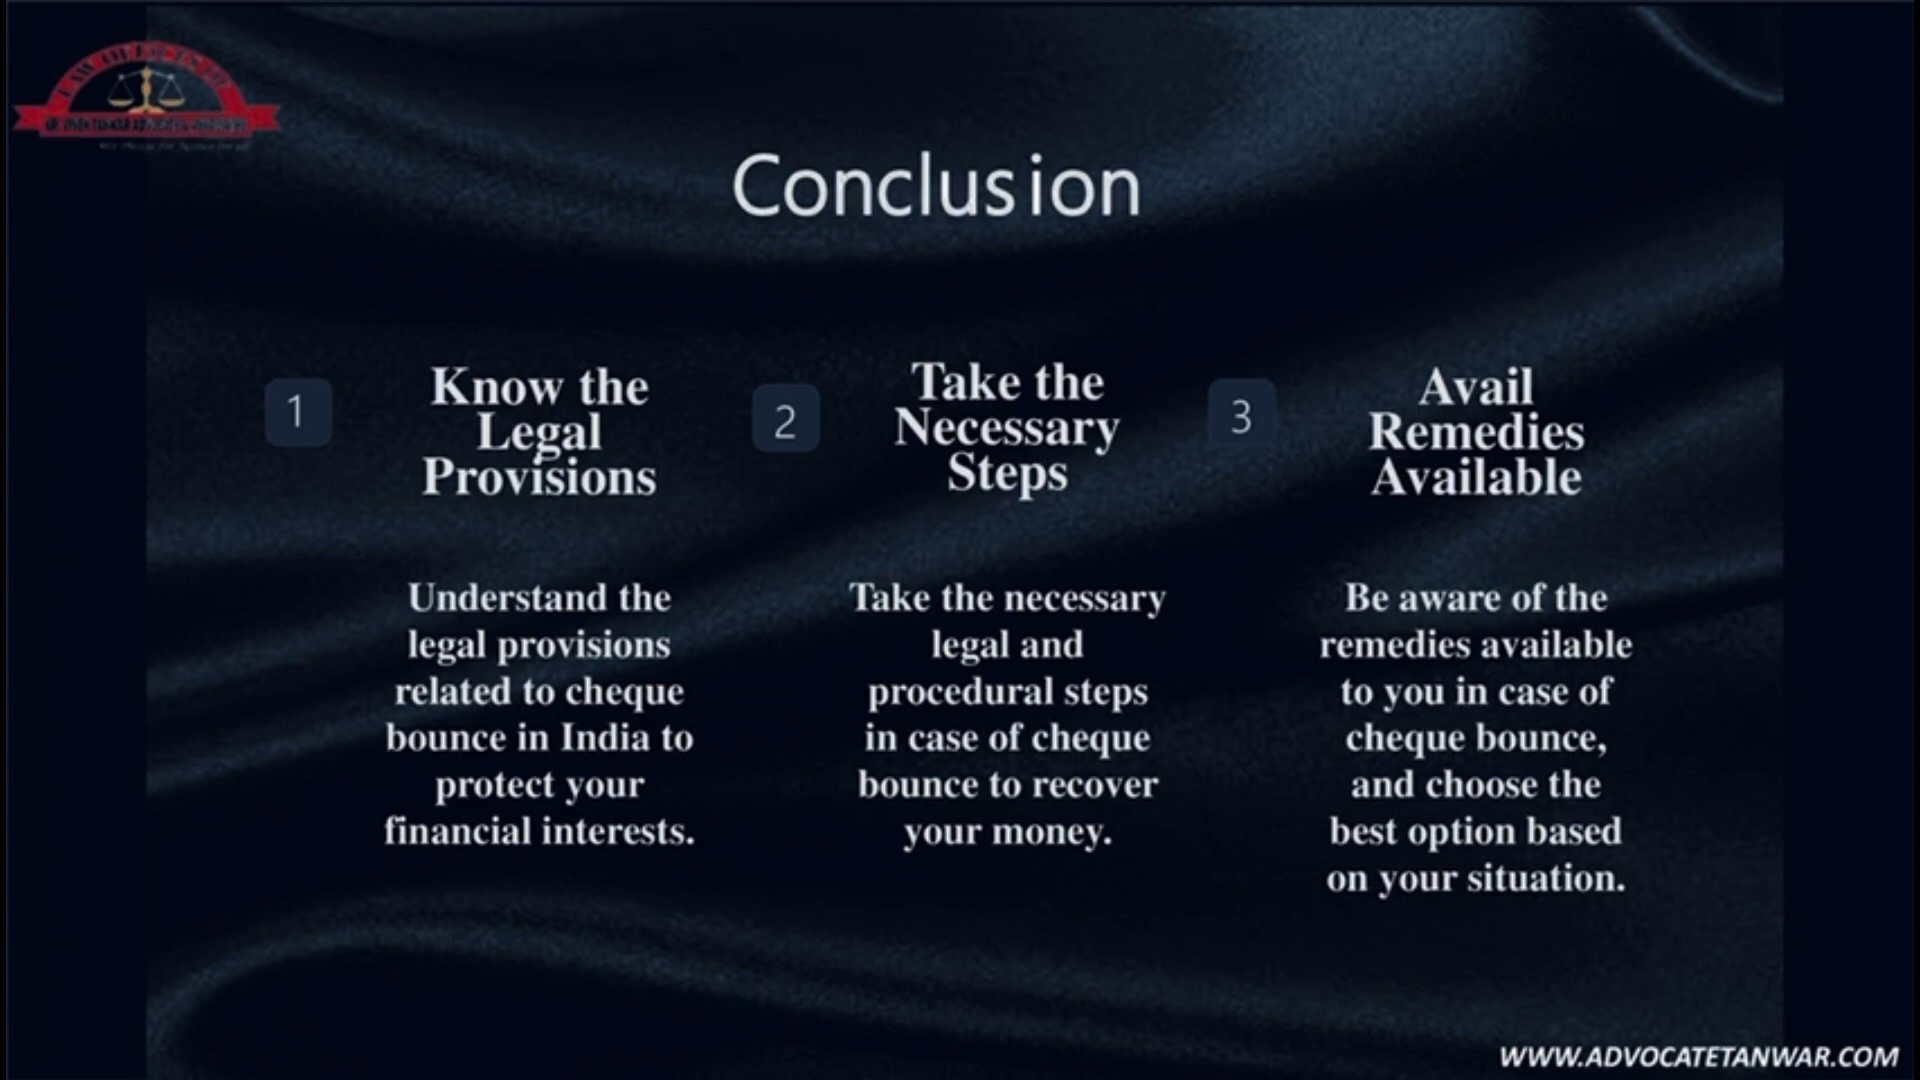 LAW OFFICES OF
Conclusion
1
Know the
Legal
Provisions
Understand the
legal provisions
related to cheque
bounce in India to
protect your
financial interests.
2
Take the
Necessary
Steps
Take the necessary
legal and
procedural steps
in case of cheque
bounce to recover
your money.
3
Avail
Remedies
Available
Be aware of the
remedies available
to you in case of
cheque bounce,
and choose the
best option based
on your situation.
WWW.ADVOCATETANWAR.COM